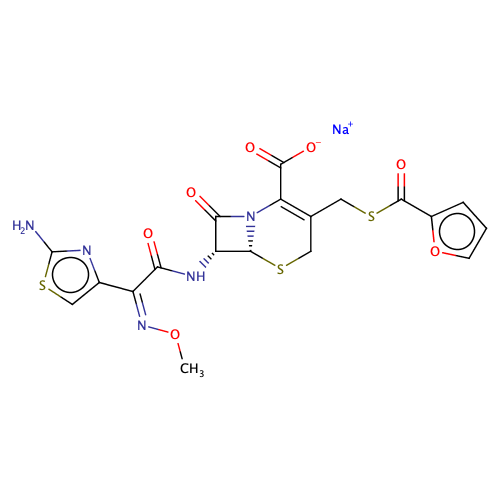 Na+
O O−
O
O N S O
H2N N O NH S O
S N O
CH3